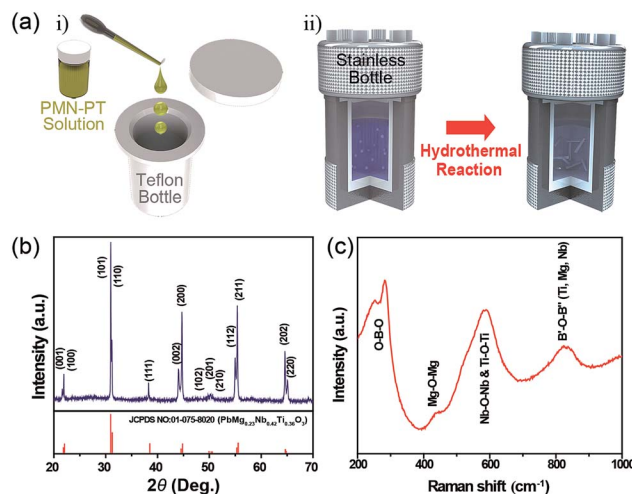 (a)
i)
PMN-PT
Solution
Teflon
Bottle
ii)
Stainless
Bottle
Hydrothermal
Reaction
(b)
Intensity (a.u.)
(001)
(100)
(101)
(110)
(111)
(002)
(200)
(102)
(201)
(210)
(112)
(211)
(202)
(220)
JCPDS NO:01-075-8020 (PbMg₀.₂₃Nb₀.₄₂Ti₀.₃₆O₃)
20 30 40 50 60 70
2θ (Deg.)
(c)
Intensity (a.u.)
O-B-O
Mg-O-Mg
Nb-O-Nb & Ti-O-Ti
B'-O-B'' (Ti, Mg, Nb)
200 400 600 800 1000
Raman shift (cm⁻¹)